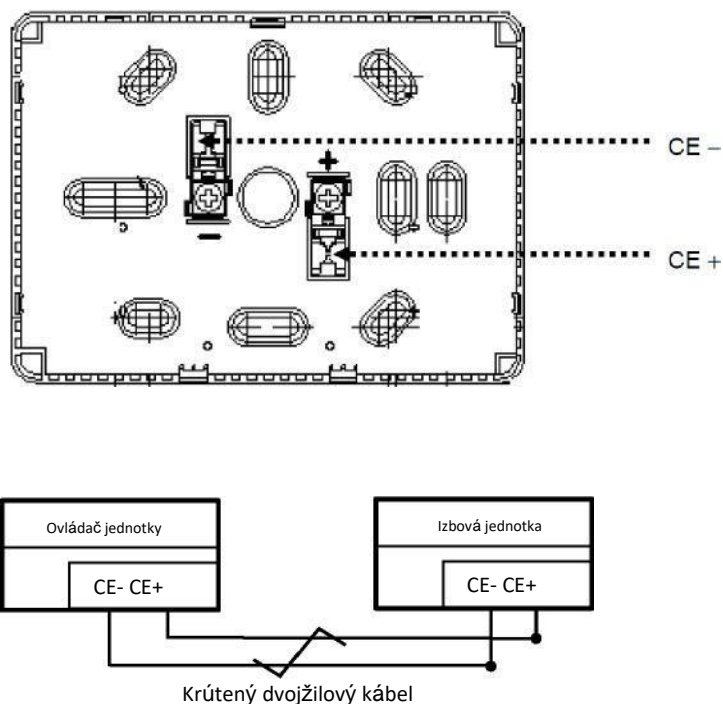 CE –
+
–
CE +
Ovládač jednotky
Izbová jednotka
CE- CE+
CE- CE+
Krútený dvojžilový kábel